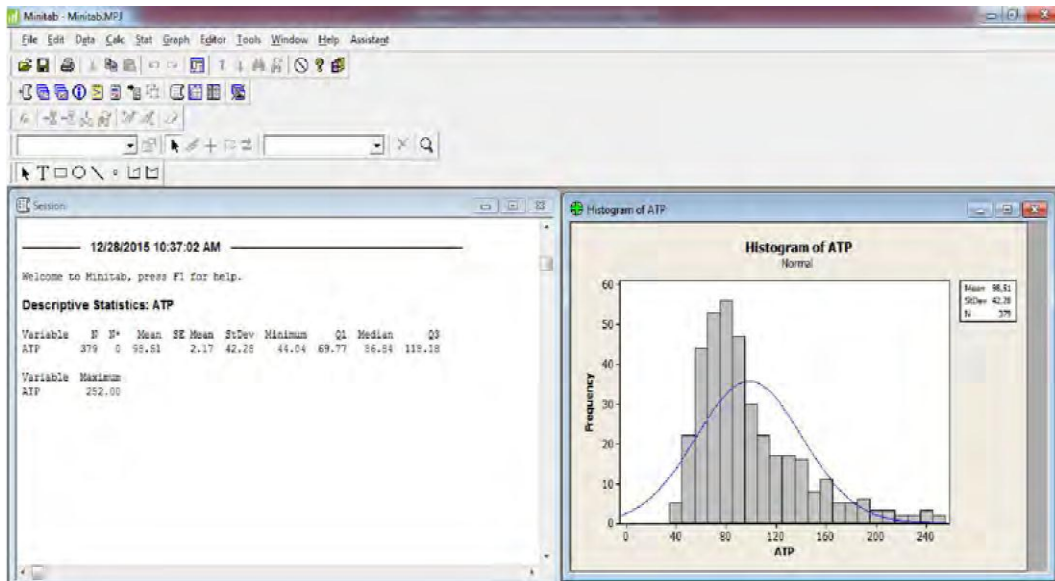 Minitab - Minitab.MPJ
File Edit Data Calc Stat Graph Editor Tools Window Help Assistant
Session
12/28/2015 10:37:02 AM
Welcome to Minitab, press F1 for help.
Descriptive Statistics: ATP
Variable N N* Mean SE Mean StDev Minimum Q1 Median Q3
ATP 379 0 98.61 2.17 42.28 44.04 69.77 86.84 118.18
Variable Maximum
ATP 252.00
Histogram of ATP
Histogram of ATP
Normal
Mean 98.61
StDev 42.28
N 379
Frequency
60
50
40
30
20
10
0
0 40 80 120 160 200 240
ATP